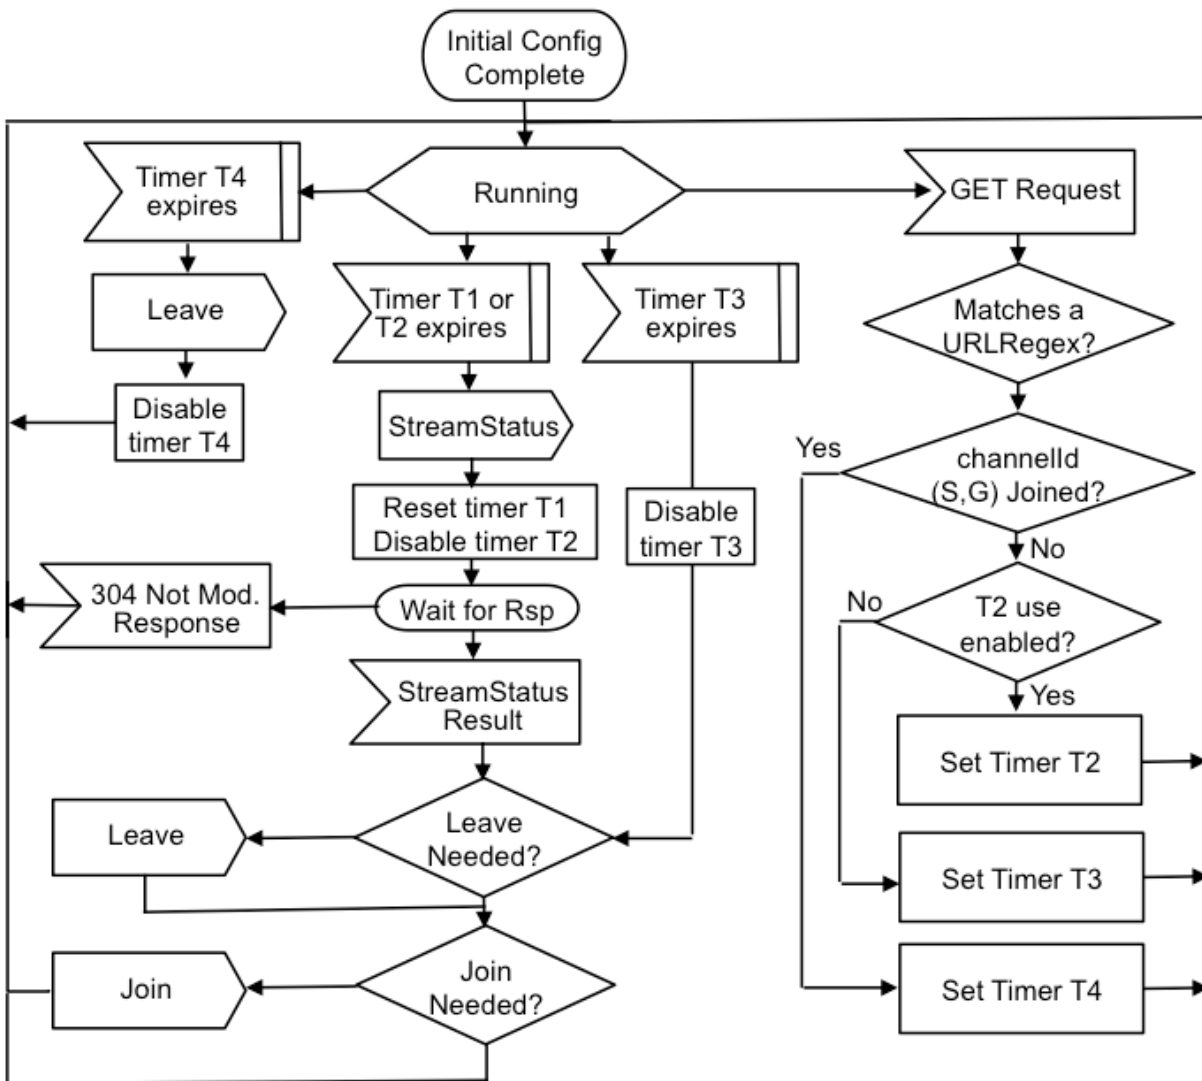 Initial Config
Complete
Timer T4
expires
Running
GET Request
Leave
Timer T1 or
T2 expires
Timer T3
expires
Matches a
URLRegex?
Disable
timer T4
StreamStatus
Yes
channelId
(S,G) Joined?
Reset timer T1
Disable timer T2
Disable
timer T3
No
304 Not Mod.
Response
Wait for Rsp
No
T2 use
enabled?
StreamStatus
Result
Yes
Set Timer T2
Leave
Leave
Needed?
Set Timer T3
Join
Join
Needed?
Set Timer T4